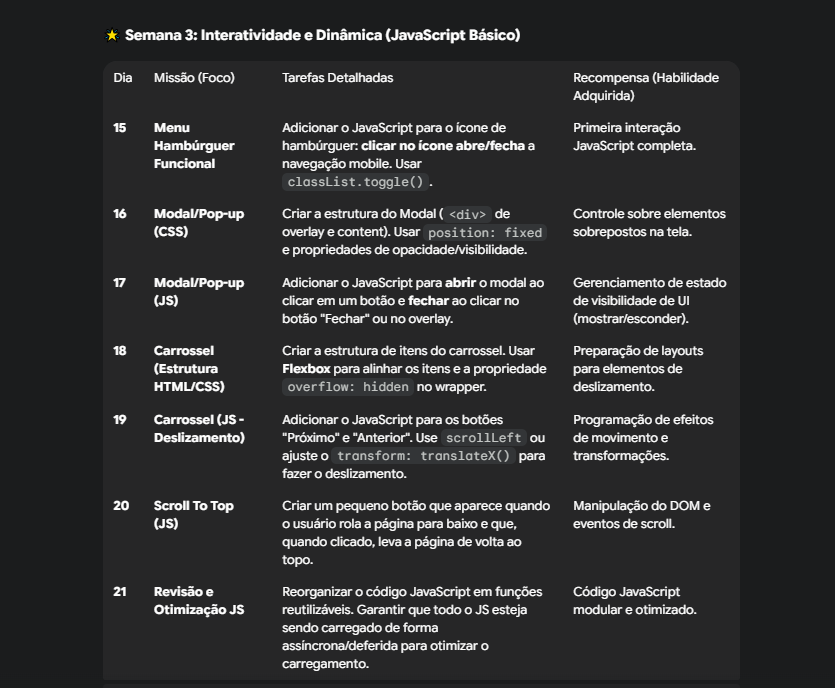 ⭐ Semana 3: Interatividade e Dinâmica (JavaScript Básico)
Dia Missão (Foco) Tarefas Detalhadas Recompensa (Habilidade
Adquirida)
15 Menu
Hambúrguer
Funcional
Adicionar o JavaScript para o ícone de
hambúrguer: clicar no ícone abre/fecha a
navegação mobile. Usar
classList.toggle() .
Primeira interação
JavaScript completa.
16 Modal/Pop-up
(CSS)
Criar a estrutura do Modal ( <div> de
overlay e content). Usar position: fixed
e propriedades de opacidade/visibilidade.
Controle sobre elementos
sobrepostos na tela.
17 Modal/Pop-up
(JS)
Adicionar o JavaScript para abrir o modal ao
clicar em um botão e fechar ao clicar no
botão "Fechar" ou no overlay.
Gerenciamento de estado
de visibilidade de UI
(mostrar/esconder).
18 Carrossel
(Estrutura
HTML/CSS)
Criar a estrutura de itens do carrossel. Usar
Flexbox para alinhar os itens e a propriedade
overflow: hidden no wrapper.
Preparação de layouts
para elementos de
deslizamento.
19 Carrossel (JS -
Deslizamento)
Adicionar o JavaScript para os botões
"Próximo" e "Anterior". Use scrollLeft ou
ajuste o transform: translateX() para
fazer o deslizamento.
Programação de efeitos
de movimento e
transformações.
20 Scroll To Top
(JS)
Criar um pequeno botão que aparece quando
o usuário rola a página para baixo e que,
quando clicado, leva a página de volta ao
topo.
Manipulação do DOM e
eventos de scroll.
21 Revisão e
Otimização JS
Reorganizar o código JavaScript em funções
reutilizáveis. Garantir que todo o JS esteja
sendo carregado de forma
assíncrona/deferida para otimizar o
carregamento.
Código JavaScript
modular e otimizado.